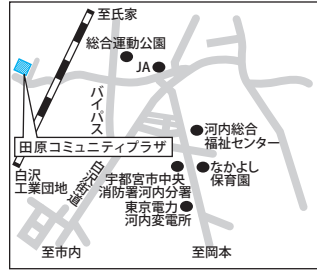 至氏家
総合運動公園
JA
バイパス
田原コミュニティプラザ
河内総合
福祉センター
白沢
工業団地
白沢街道
宇都宮市中央
消防署河内分署
なかよし
保育園
東京電力
河内変電所
至市内
至岡本